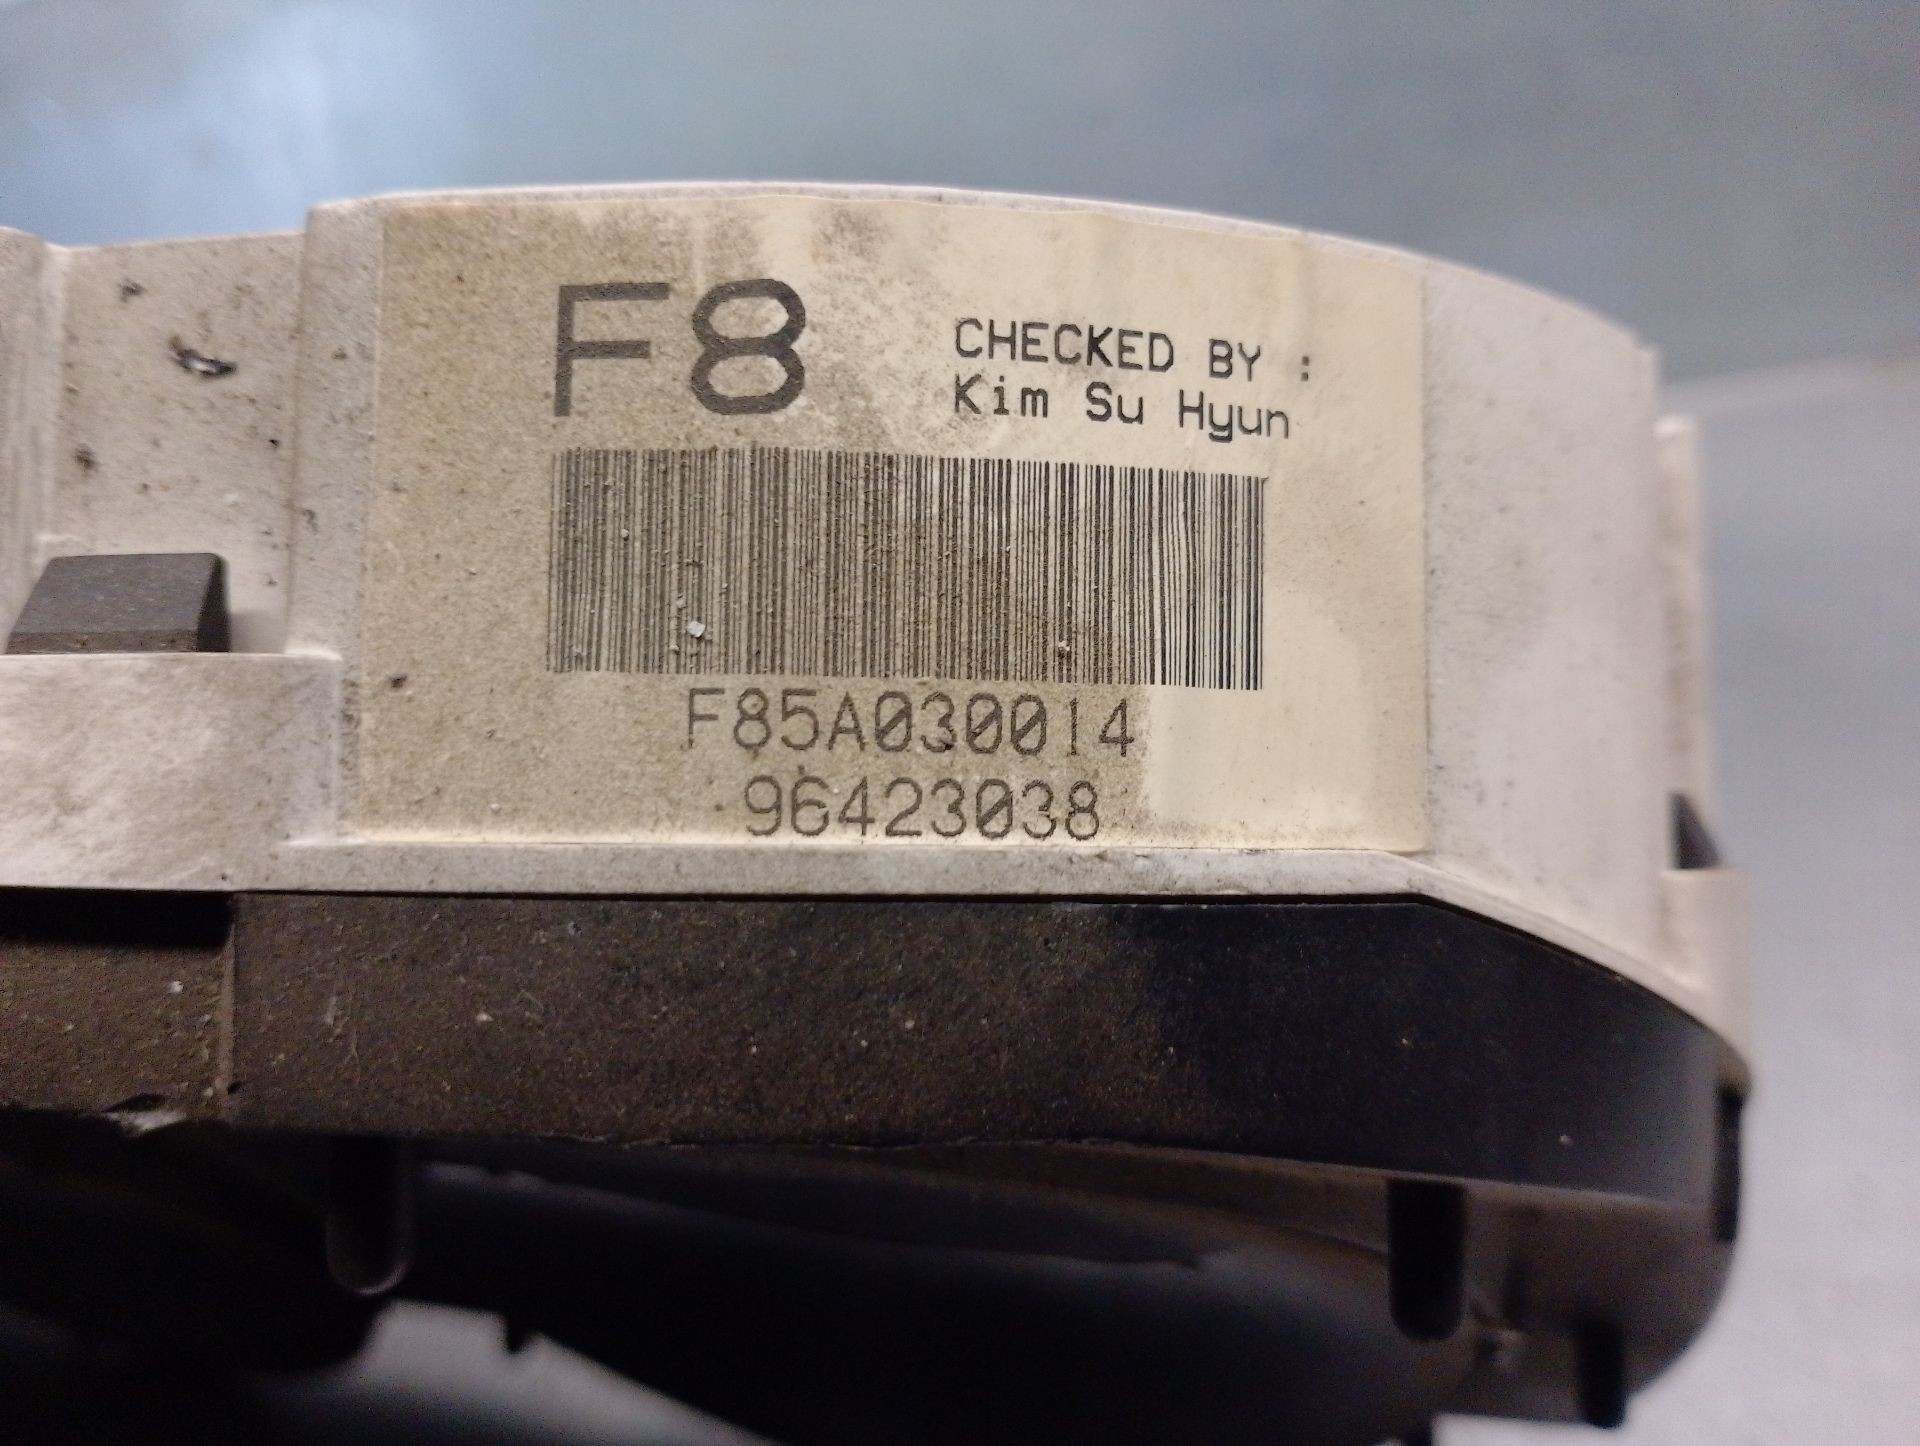 F8
CHECKED BY :
Kim Su Hyun
F85A030014
96423038